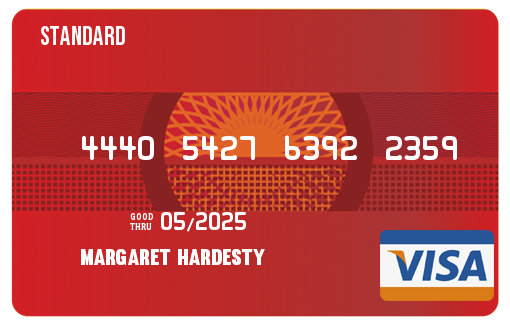 STANDARD
4440 5427 6392 2359
GOOD THRU 05/2025
MARGARET HARDESTY
VISA